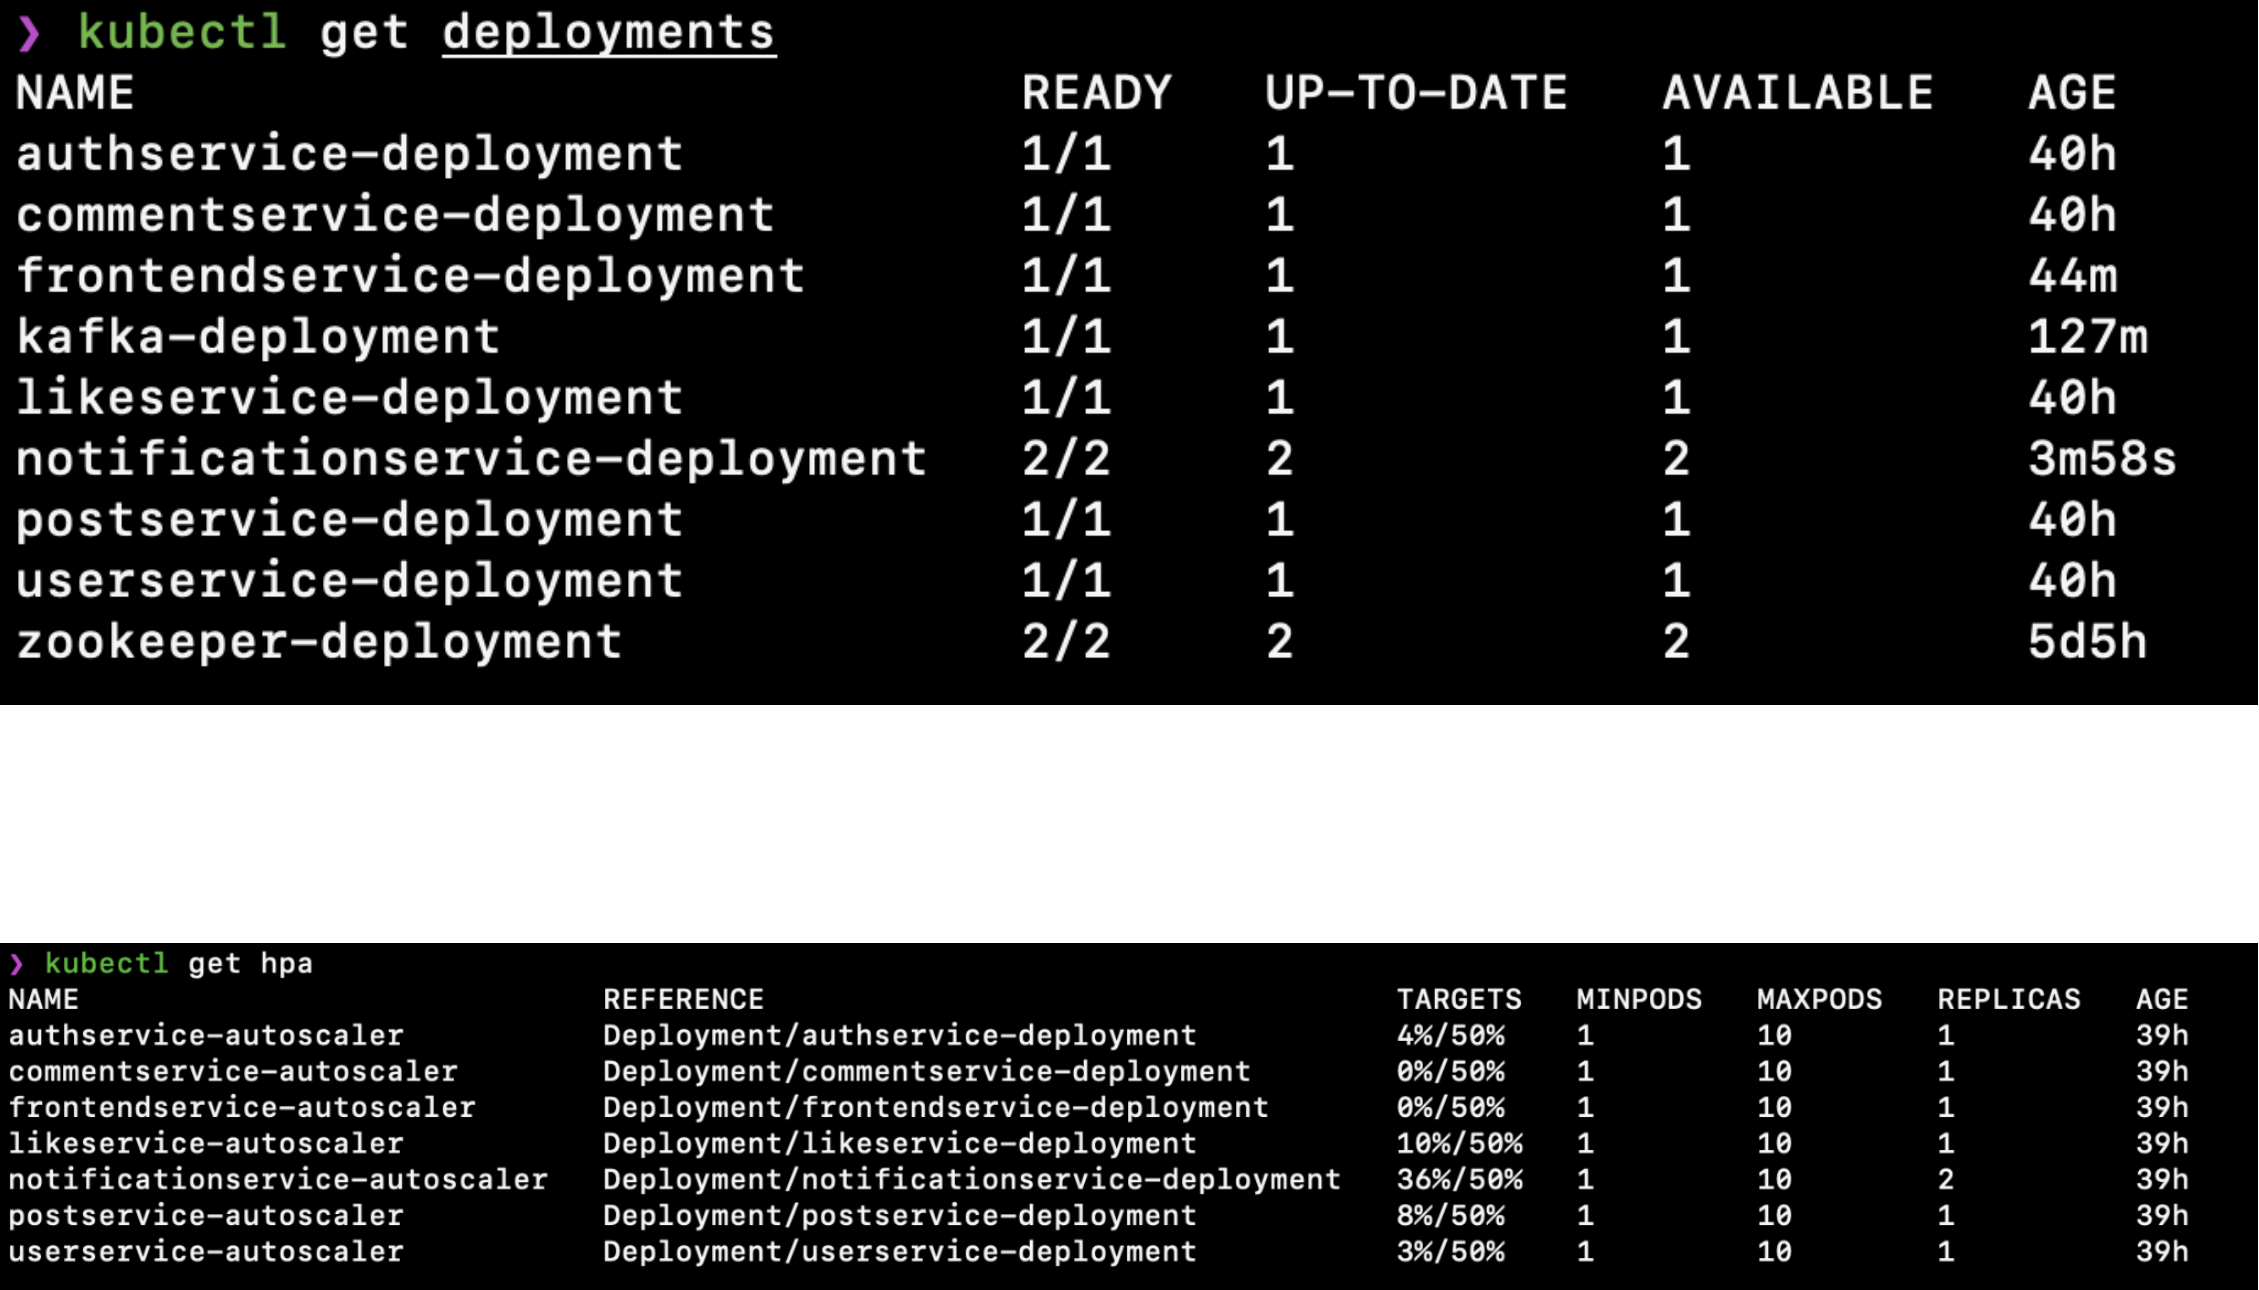 ❯ kubectl get deployments
NAME READY UP-TO-DATE AVAILABLE AGE
authservice-deployment 1/1 1 1 40h
commentservice-deployment 1/1 1 1 40h
frontendservice-deployment 1/1 1 1 44m
kafka-deployment 1/1 1 1 127m
likeservice-deployment 1/1 1 1 40h
notificationservice-deployment 2/2 2 2 3m58s
postservice-deployment 1/1 1 1 40h
userservice-deployment 1/1 1 1 40h
zookeeper-deployment 2/2 2 2 5d5h
❯ kubectl get hpa
NAME REFERENCE TARGETS MINPODS MAXPODS REPLICAS AGE
authservice-autoscaler Deployment/authservice-deployment 4%/50% 1 10 1 39h
commentservice-autoscaler Deployment/commentservice-deployment 0%/50% 1 10 1 39h
frontendservice-autoscaler Deployment/frontendservice-deployment 0%/50% 1 10 1 39h
likeservice-autoscaler Deployment/likeservice-deployment 10%/50% 1 10 1 39h
notificationservice-autoscaler Deployment/notificationservice-deployment 36%/50% 1 10 2 39h
postservice-autoscaler Deployment/postservice-deployment 8%/50% 1 10 1 39h
userservice-autoscaler Deployment/userservice-deployment 3%/50% 1 10 1 39h